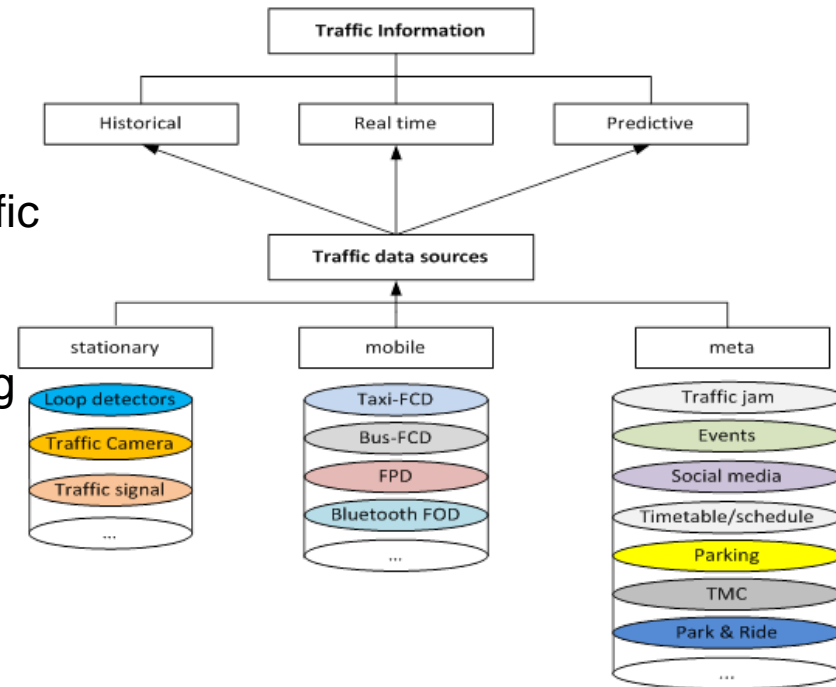 Traffic Information
Historical
Real time
Predictive
fic
Traffic data sources
stationary
mobile
meta
g
Loop detectors
Traffic Camera
Traffic signal
...
Taxi-FCD
Bus-FCD
FPD
Bluetooth FOD
...
Traffic jam
Events
Social media
Timetable/schedule
Parking
TMC
Park & Ride
...